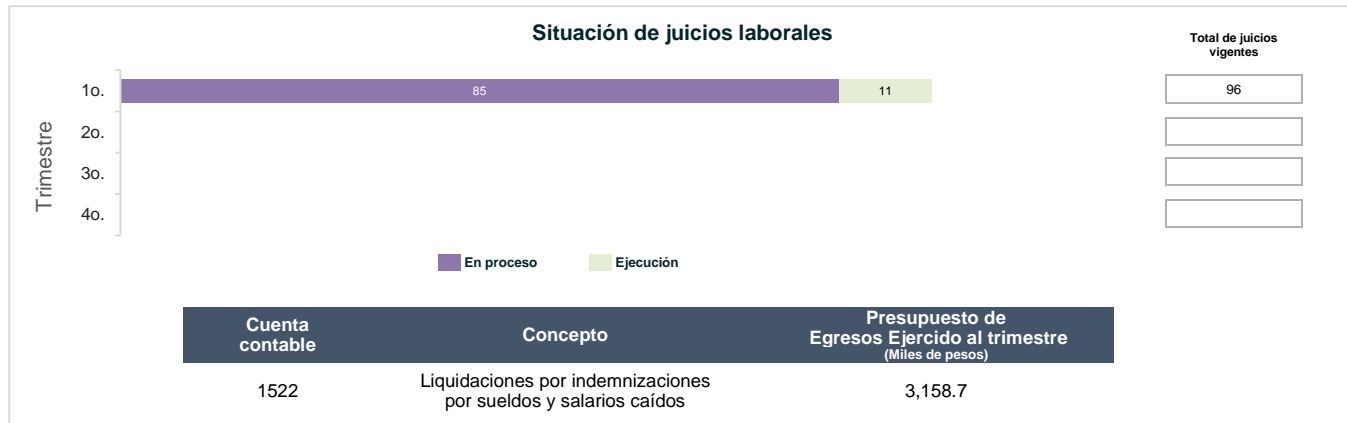 Situación de juicios laborales
Total de juicios
vigentes
Trimestre
1o.
85
11
96
2o.
3o.
4o.
En proceso
Ejecución
Cuenta
contable
Concepto
Presupuesto de
Egresos Ejercido al trimestre
(Miles de pesos)
1522
Liquidaciones por indemnizaciones
por sueldos y salarios caídos
3,158.7